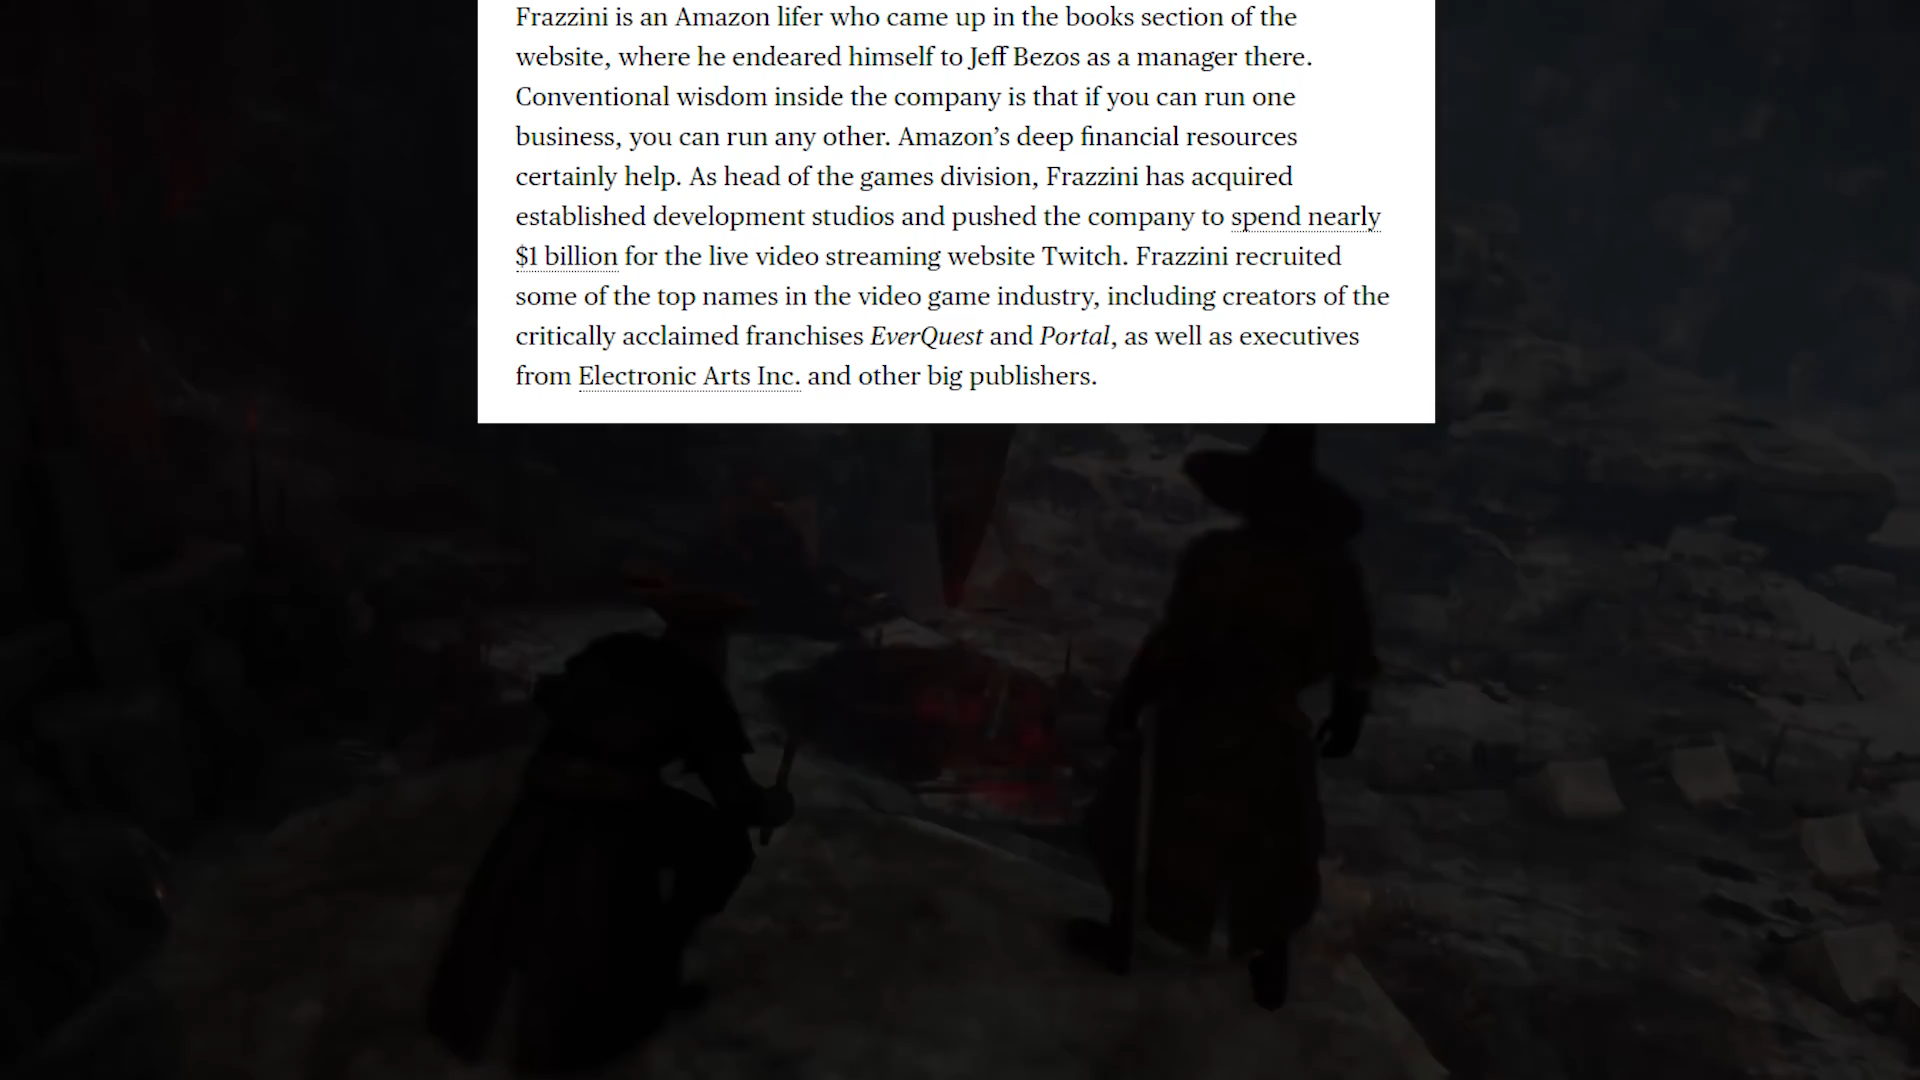 Frazzini is an Amazon lifer who came up in the books section of the
website, where he endeared himself to Jeff Bezos as a manager there.
Conventional wisdom inside the company is that if you can run one
business, you can run any other. Amazon’s deep financial resources
certainly help. As head of the games division, Frazzini has acquired
established development studios and pushed the company to spend nearly
$1 billion for the live video streaming website Twitch. Frazzini recruited
some of the top names in the video game industry, including creators of the
critically acclaimed franchises EverQuest and Portal, as well as executives
from Electronic Arts Inc. and other big publishers.